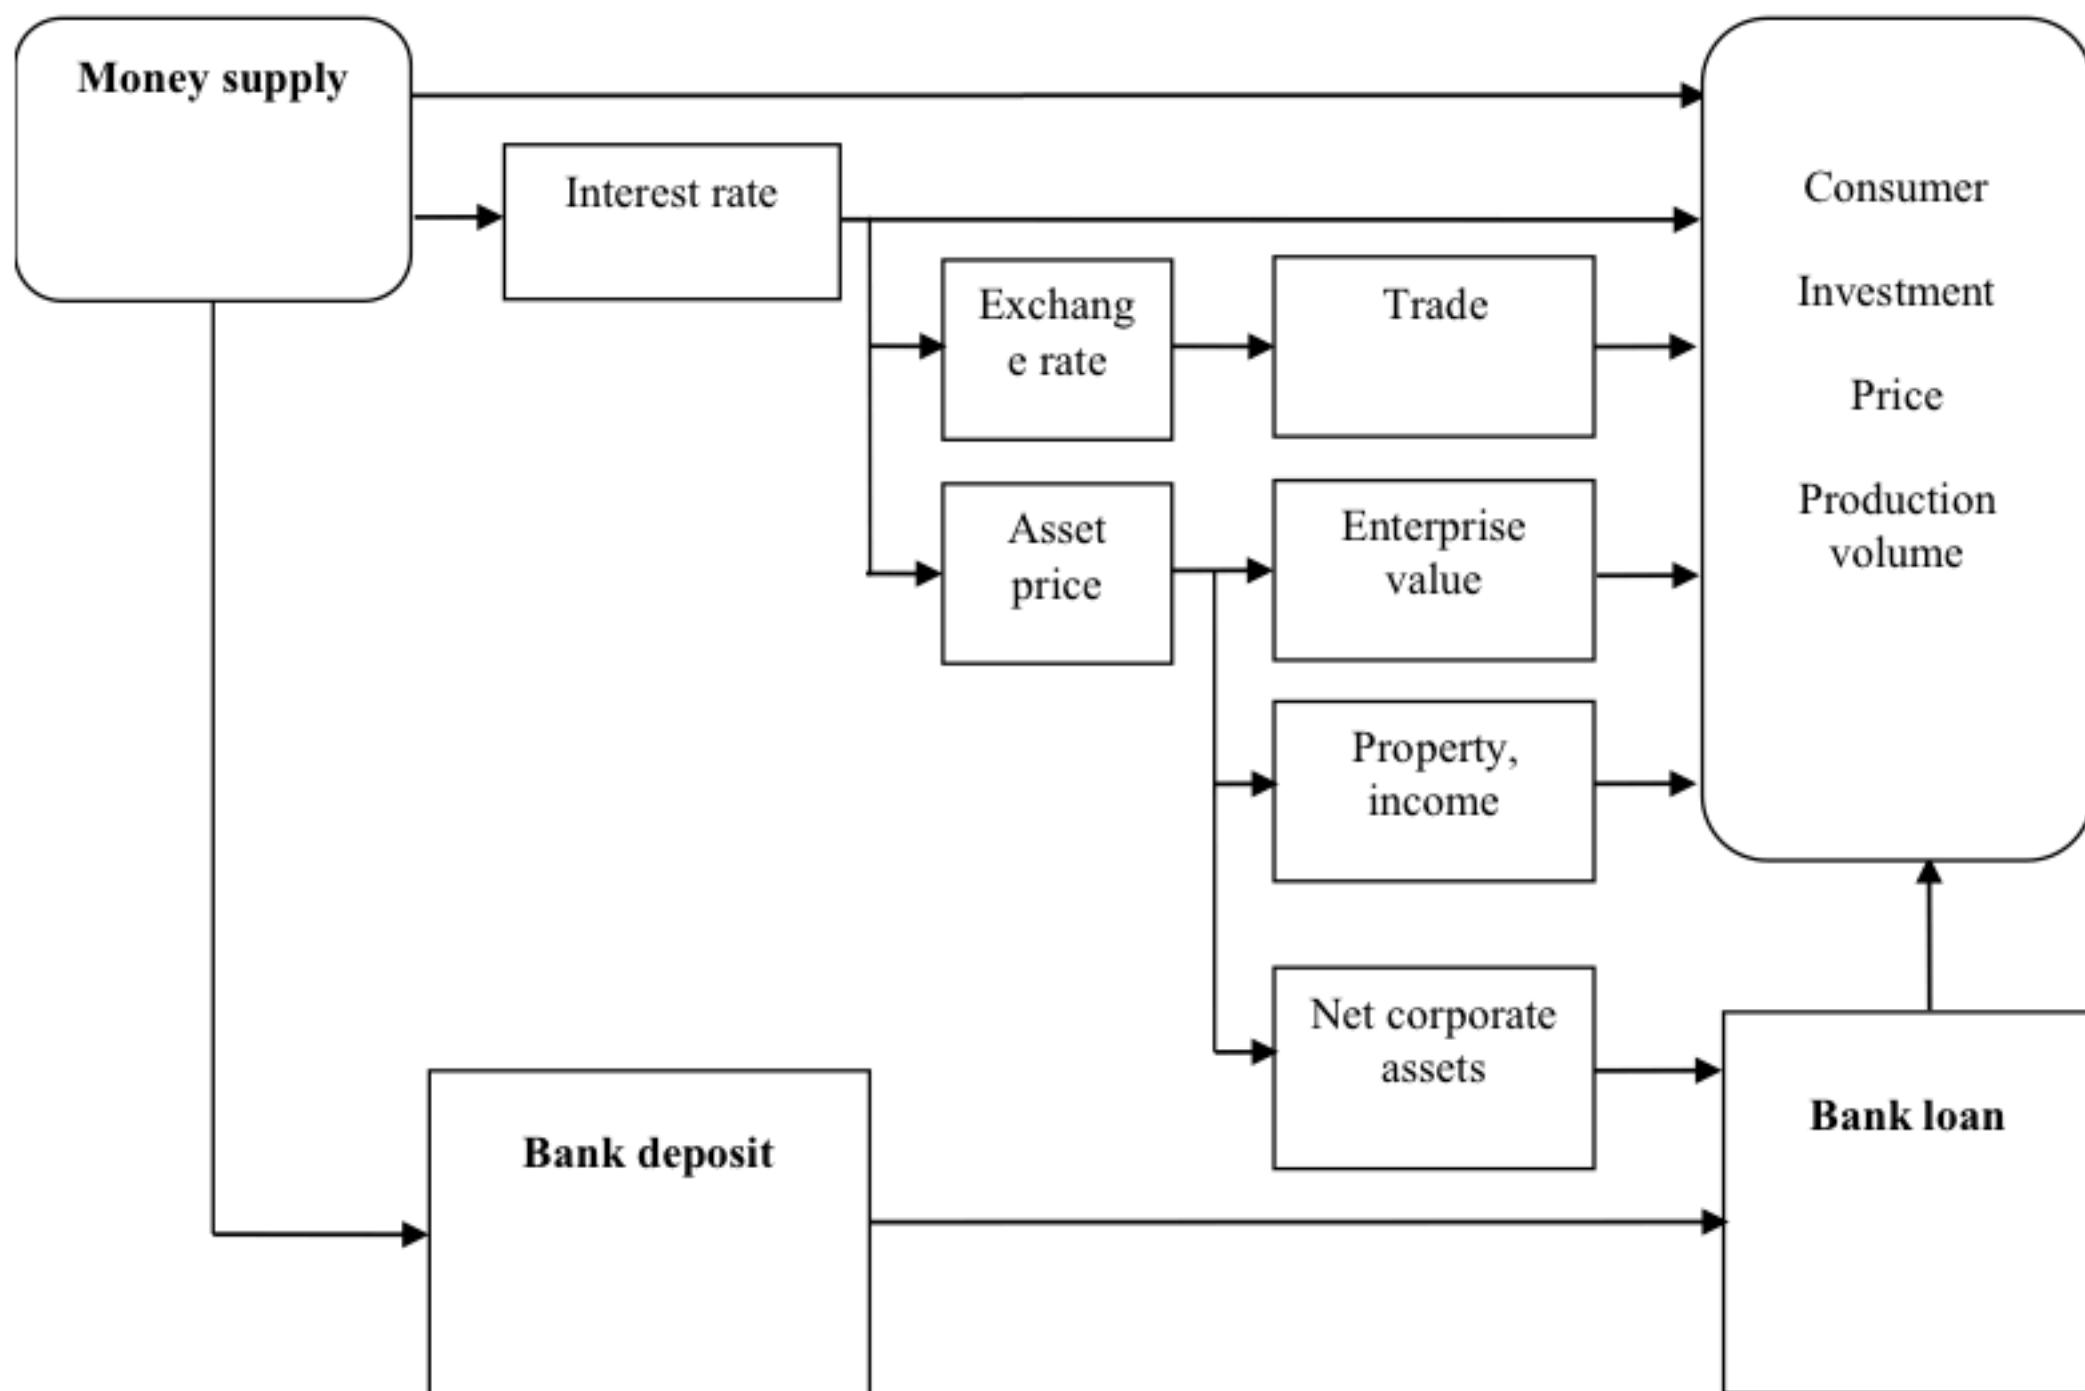 Money supply
Interest rate
Exchang
e rate
Trade
Asset
price
Enterprise
value
Property,
income
Net corporate
assets
Consumer
Investment
Price
Production
volume
Bank deposit
Bank loan